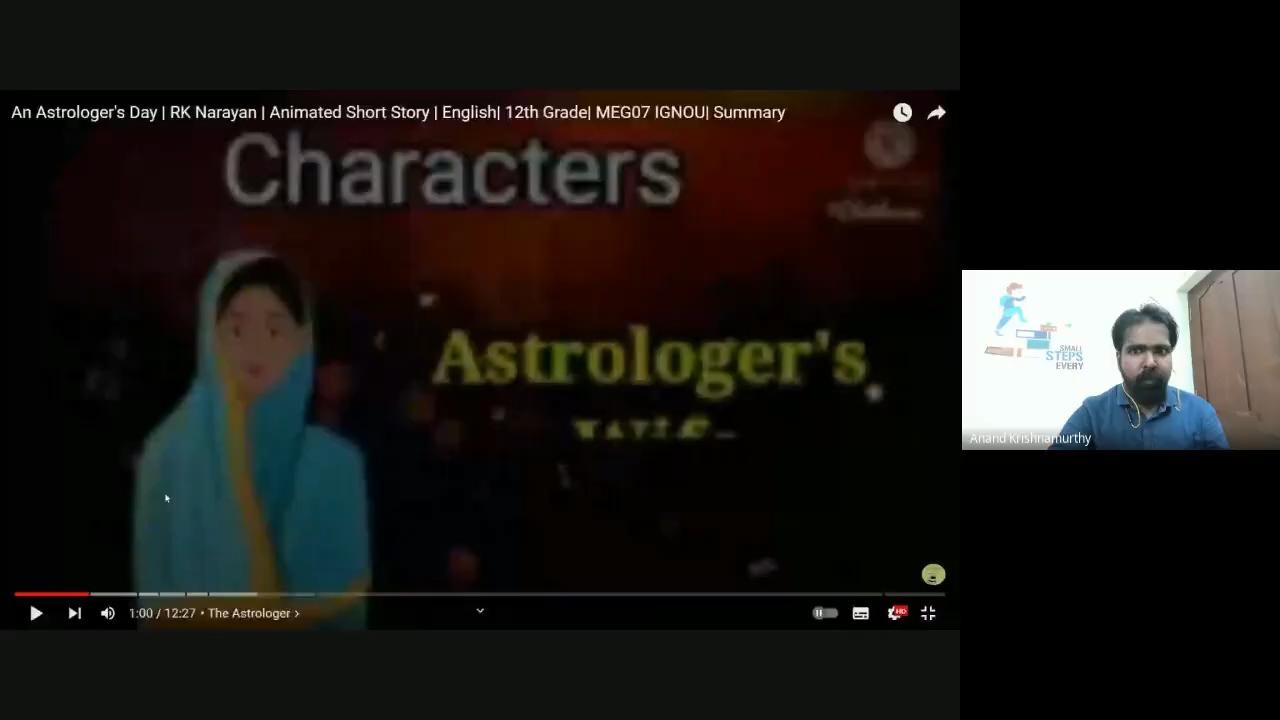 An Astrologer's Day | RK Narayan | Animated Short Story | English| 12th Grade| MEG07 IGNOU| Summary
Characters
Astrologer's
1:00 / 12:27 • The Astrologer ›
HD
SMALL
STEPS
EVERY
Anand Krishnamurthy